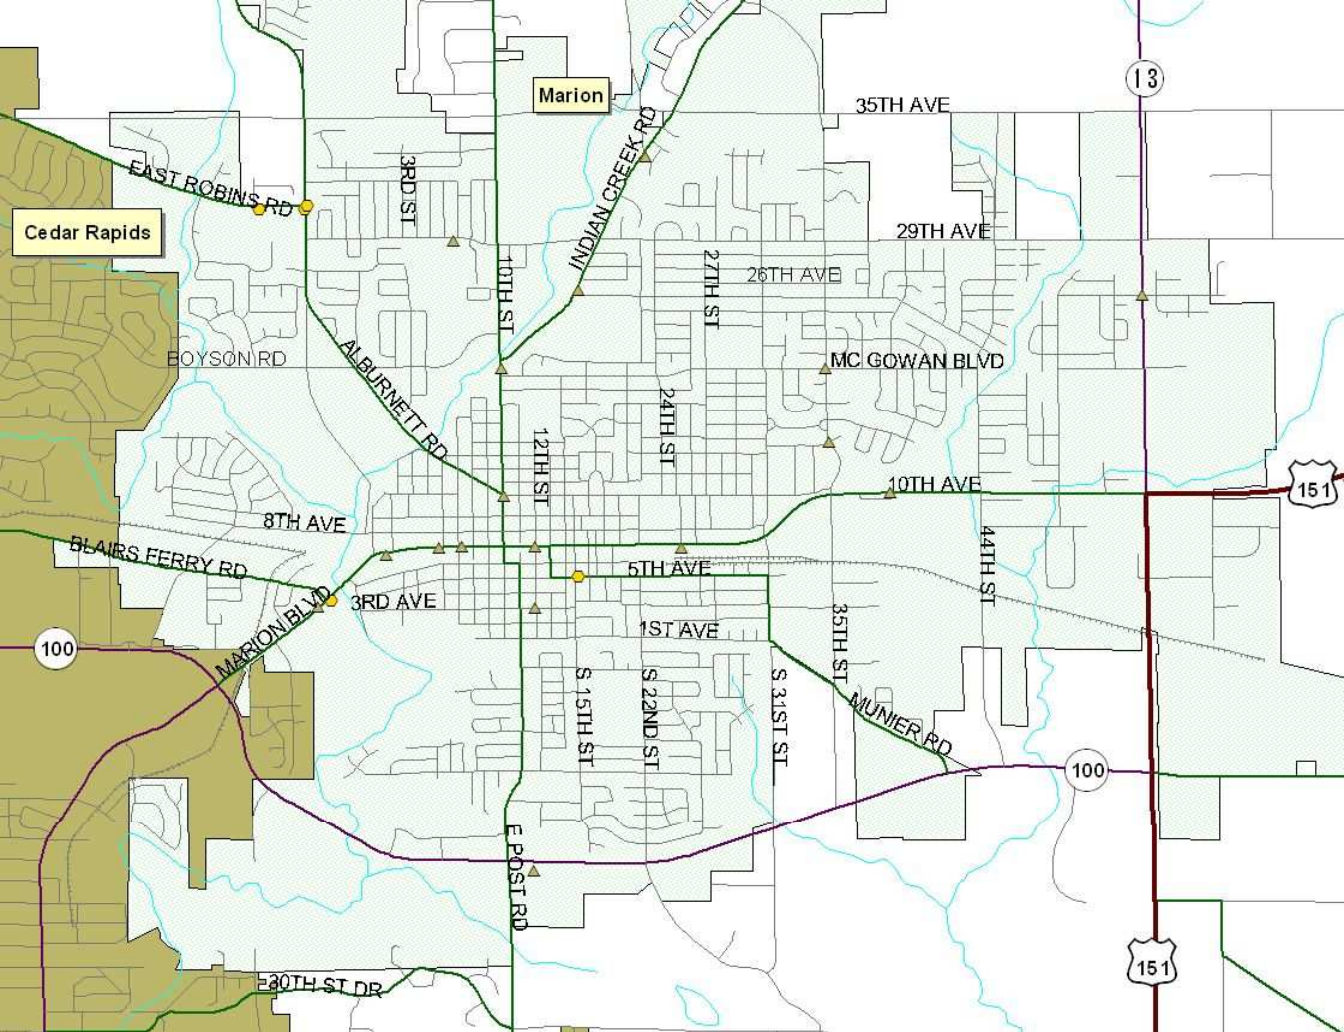 13
Marion
35TH AVE
INDIAN CREEK RD
EAST ROBINS RD
3RD ST
Cedar Rapids
29TH AVE
10TH ST
27TH ST
26TH AVE
BOYSON RD
ALBURNETT RD
MC GOWAN BLVD
24TH ST
12TH ST
10TH AVE
151
8TH AVE
BLAIRS FERRY RD
5TH AVE
44TH ST
MARION BLVD
3RD AVE
1ST AVE
35TH ST
100
S 15TH ST
S 22ND ST
S 31ST ST
MUNIER RD
100
E POST RD
151
30TH ST DR